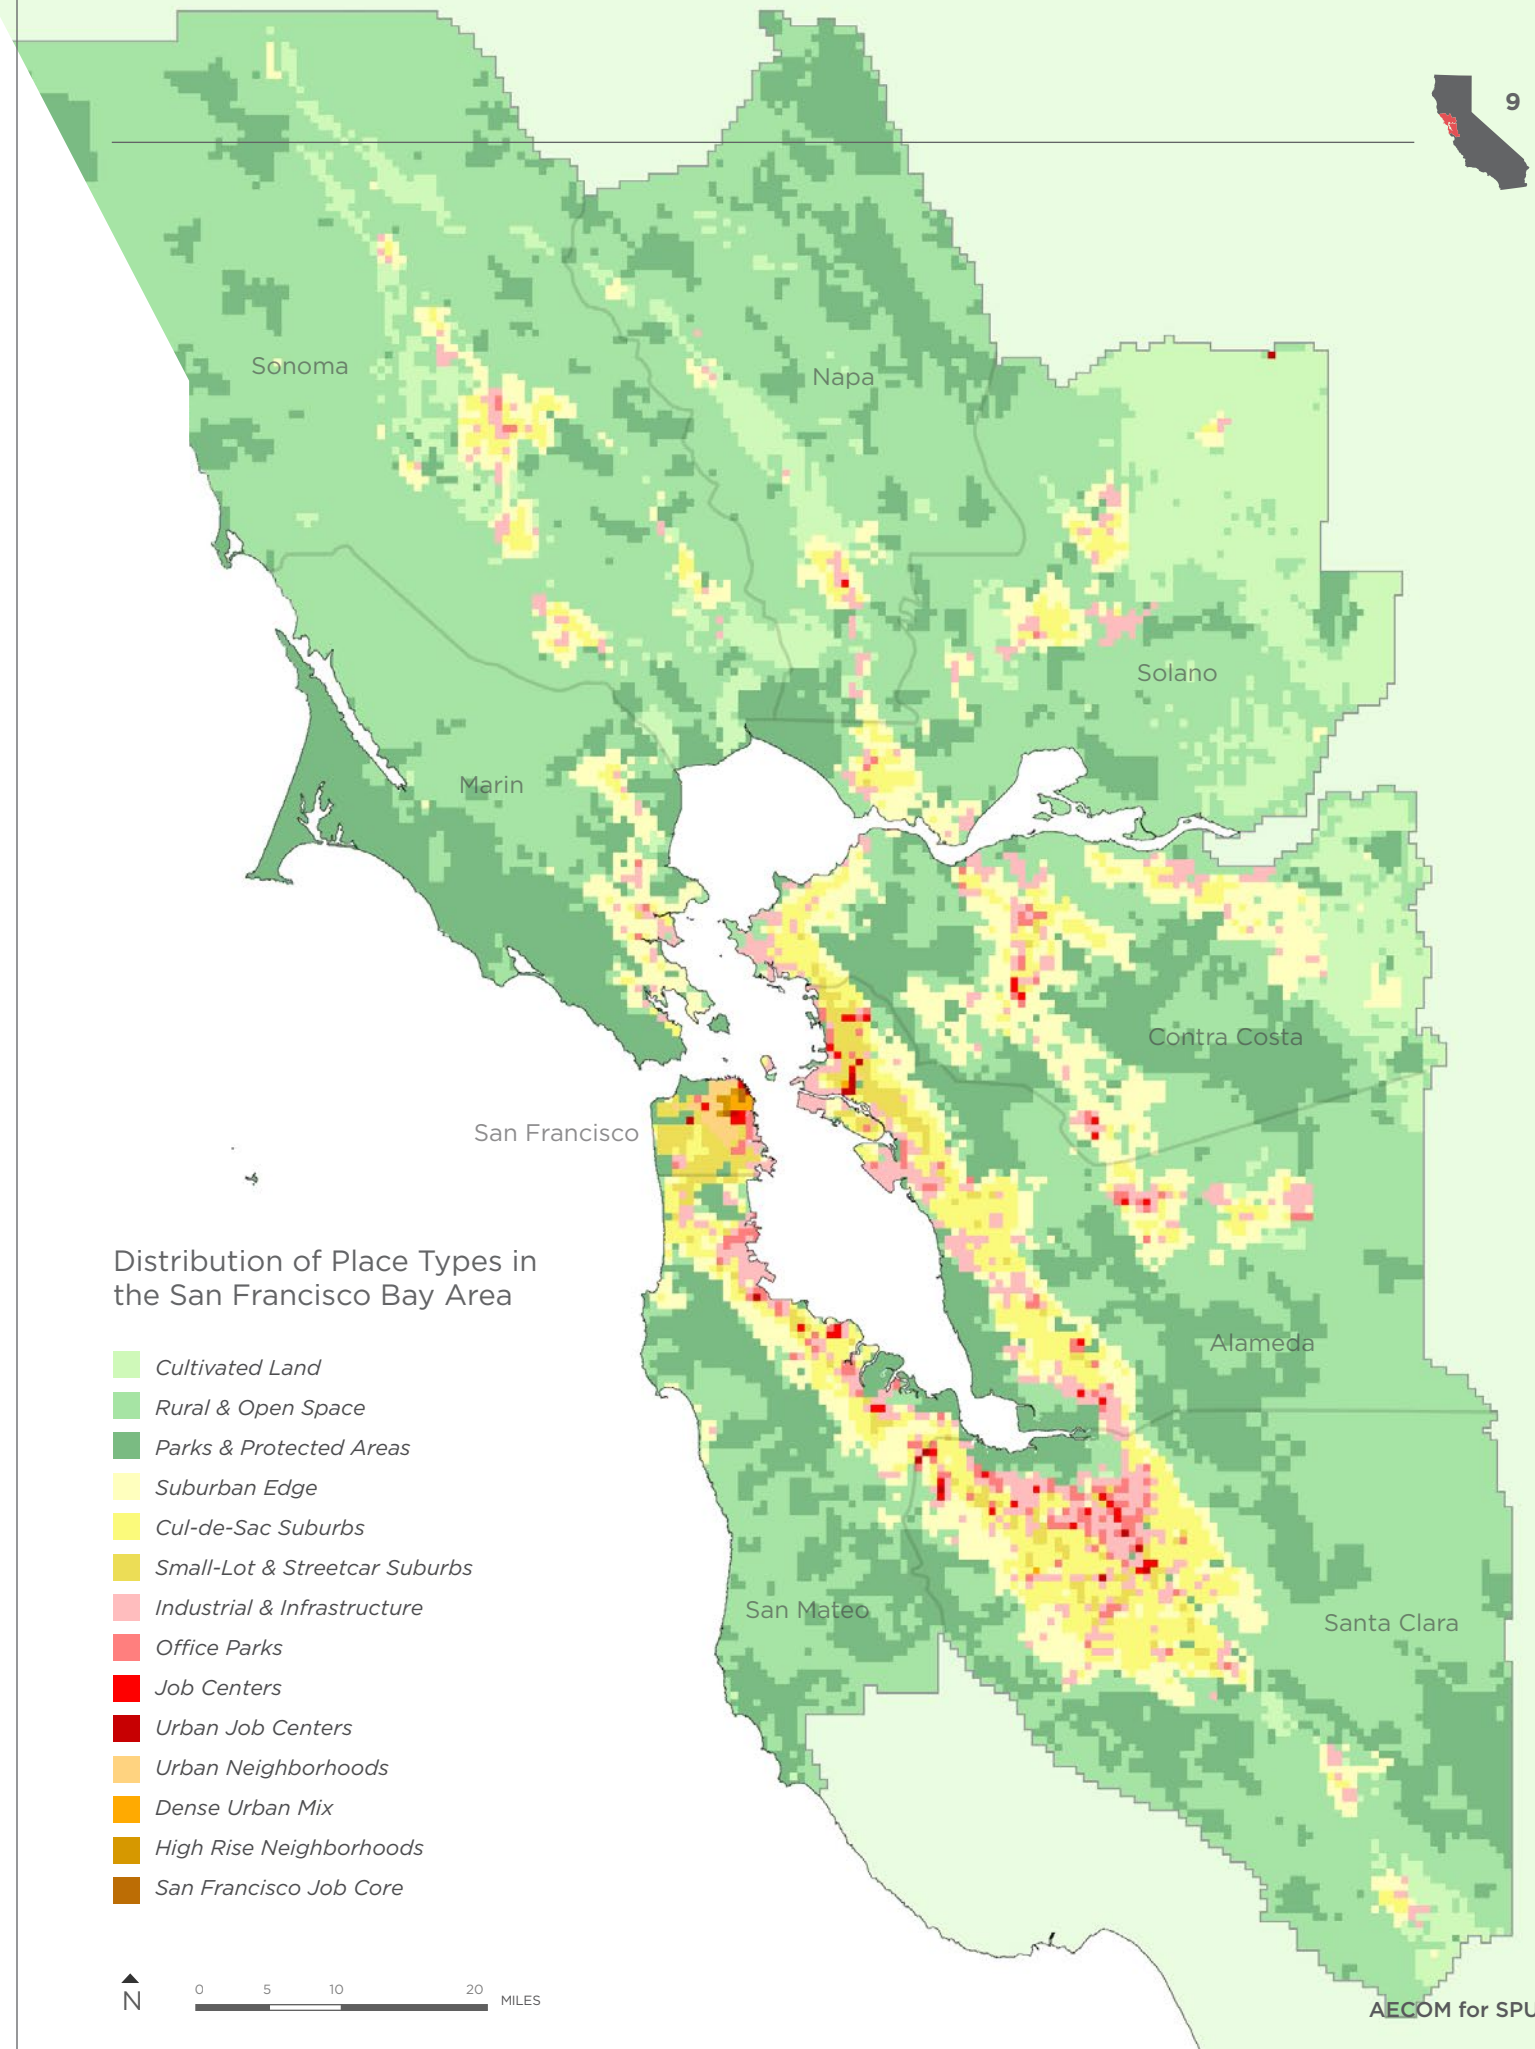 9
Sonoma
Napa
Solano
Marin
Contra Costa
San Francisco
Alameda
San Mateo
Santa Clara
Distribution of Place Types in
the San Francisco Bay Area
Cultivated Land
Rural & Open Space
Parks & Protected Areas
Suburban Edge
Cul-de-Sac Suburbs
Small-Lot & Streetcar Suburbs
Industrial & Infrastructure
Office Parks
Job Centers
Urban Job Centers
Urban Neighborhoods
Dense Urban Mix
High Rise Neighborhoods
San Francisco Job Core
N
0 5 10 20 MILES
AECOM for SPU